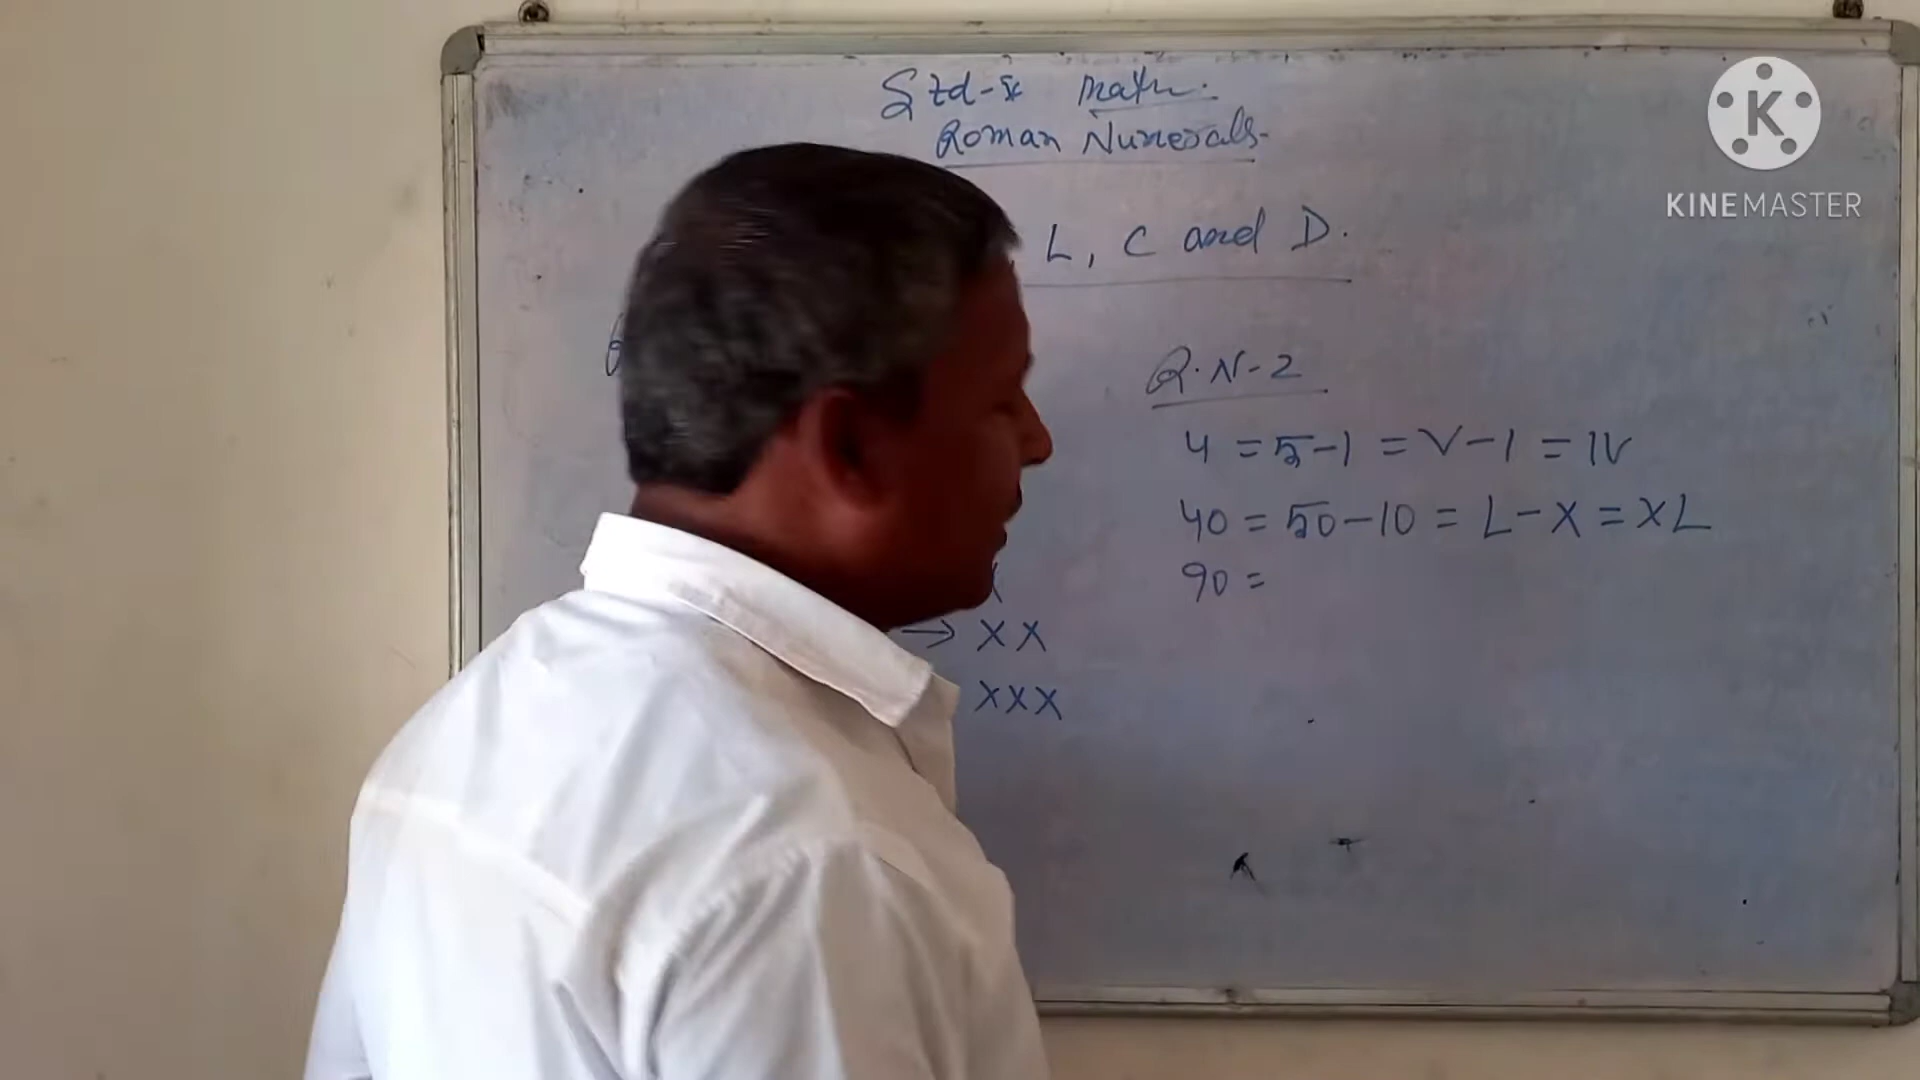 Std-5 Math.
Roman Numerals-
L, C and D.
Q.N-2
4 = 5-1 = V-I = IV
40 = 50-10 = L-X = XL
90 =
→ XX
XXX
K
KINEMASTER